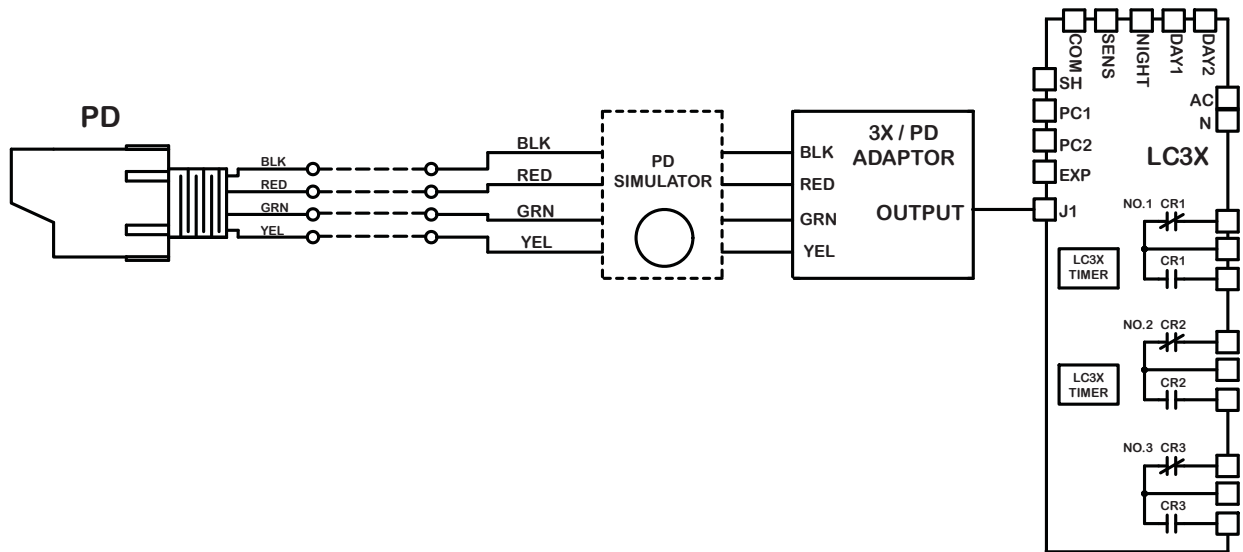 PD
BLK
RED
GRN
YEL
BLK
RED
GRN
YEL
PD
SIMULATOR
3X / PD
ADAPTOR
BLK
RED
GRN
YEL
OUTPUT
COM
SENS
NIGHT
DAY1
DAY2
SH
PC1
PC2
EXP
J1
AC
N
LC3X
NO.1 CR1
CR1
LC3X
TIMER
NO.2 CR2
CR2
LC3X
TIMER
NO.3 CR3
CR3